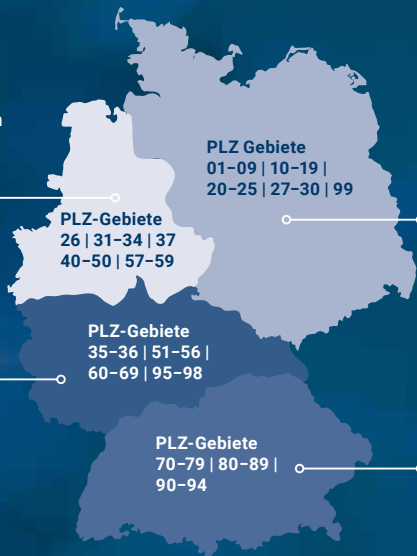 PLZ Gebiete
01–09 | 10–19 |
20–25 | 27–30 | 99
PLZ-Gebiete
26 | 31–34 | 37
40–50 | 57–59
PLZ-Gebiete
35–36 | 51–56 |
60–69 | 95–98
PLZ-Gebiete
70–79 | 80–89 |
90–94